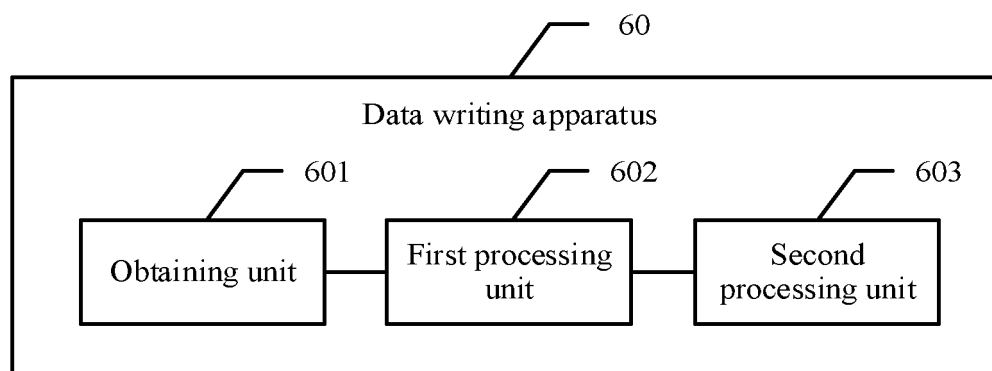 60
Data writing apparatus
601
602
603
Obtaining unit
First processing
unit
Second
processing unit